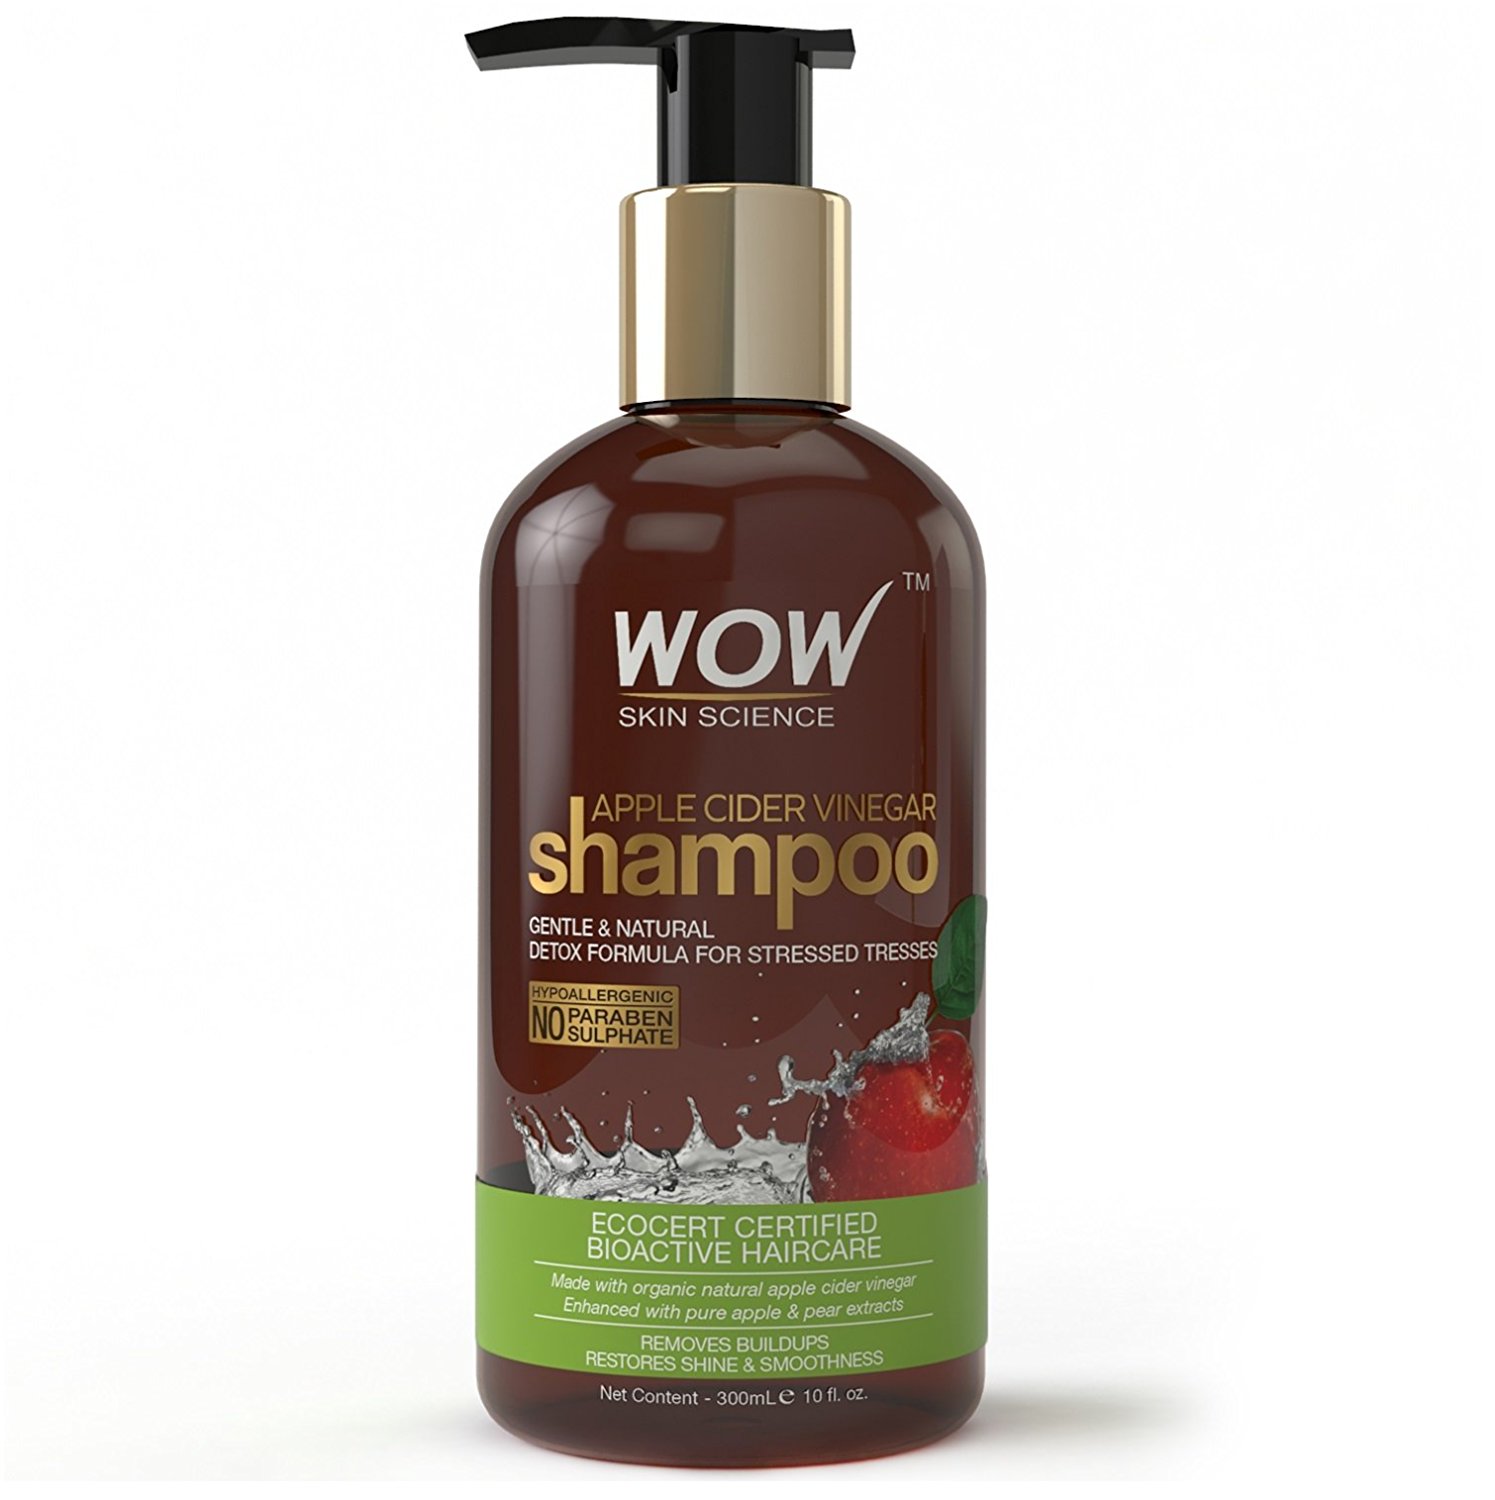 WOW TM
SKIN SCIENCE
APPLE CIDER VINEGAR
shampoo
GENTLE & NATURAL
DETOX FORMULA FOR STRESSED TRESSES
HYPOALLERGENIC
NO PARABEN
SULPHATE
ECOCERT CERTIFIED
BIOACTIVE HAIRCARE
Made with organic natural apple cider vinegar
Enhanced with pure apple & pear extracts
REMOVES BUILDUPS
RESTORES SHINE & SMOOTHNESS
Net Content - 300mL ℮ 10 fl. oz.